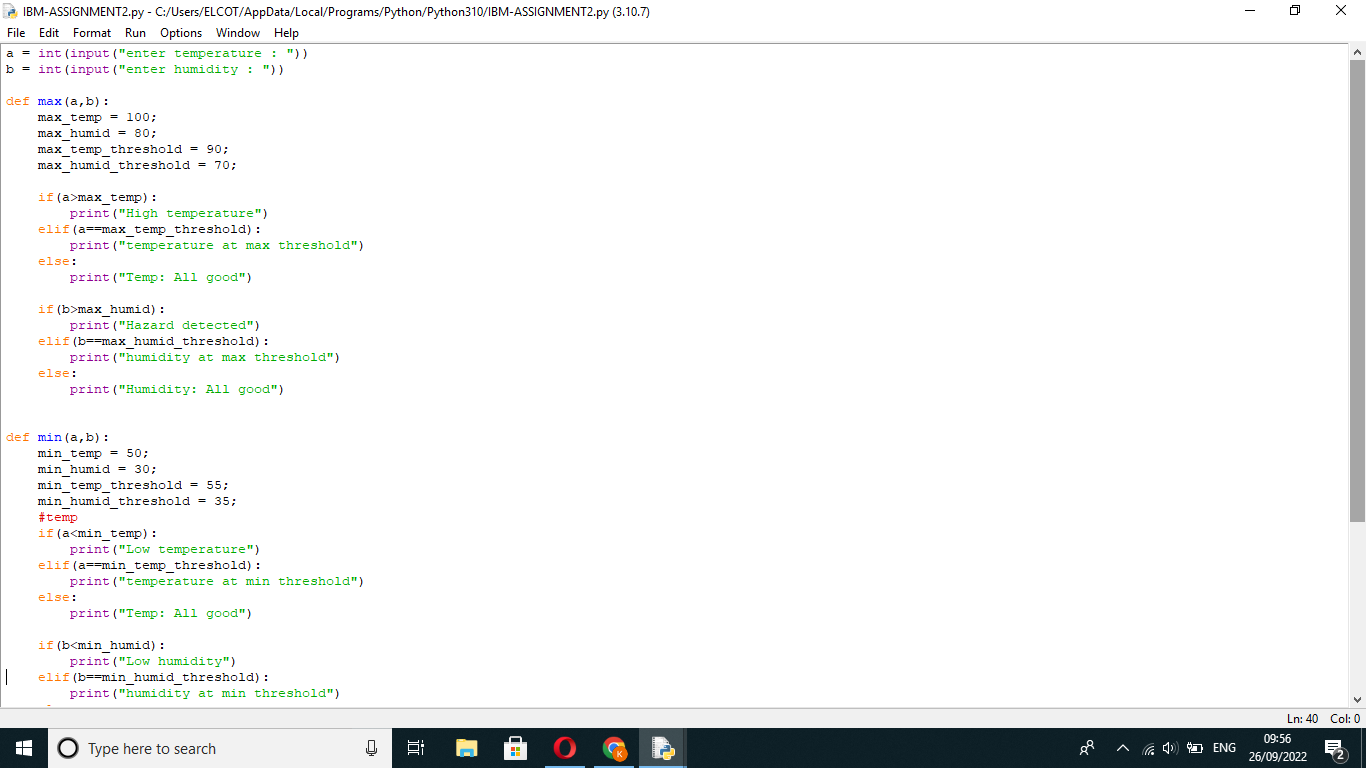 IBM-ASSIGNMENT2.py - C:/Users/ELCOT/AppData/Local/Programs/Python/Python310/IBM-ASSIGNMENT2.py (3.10.7)
File Edit Format Run Options Window Help
a = int(input("enter temperature : "))
b = int(input("enter humidity : "))
def max(a,b):
    max_temp = 100;
    max_humid = 80;
    max_temp_threshold = 90;
    max_humid_threshold = 70;
    if(a>max_temp):
        print("High temperature")
    elif(a==max_temp_threshold):
        print("temperature at max threshold")
    else:
        print("Temp: All good")
    if(b>max_humid):
        print("Hazard detected")
    elif(b==max_humid_threshold):
        print("humidity at max threshold")
    else:
        print("Humidity: All good")
def min(a,b):
    min_temp = 50;
    min_humid = 30;
    min_temp_threshold = 55;
    min_humid_threshold = 35;
    #temp
    if(a<min_temp):
        print("Low temperature")
    elif(a==min_temp_threshold):
        print("temperature at min threshold")
    else:
        print("Temp: All good")
    if(b<min_humid):
        print("Low humidity")
    elif(b==min_humid_threshold):
        print("humidity at min threshold")
Ln: 40 Col: 0
Type here to search
K
ENG
09:56
26/09/2022
2